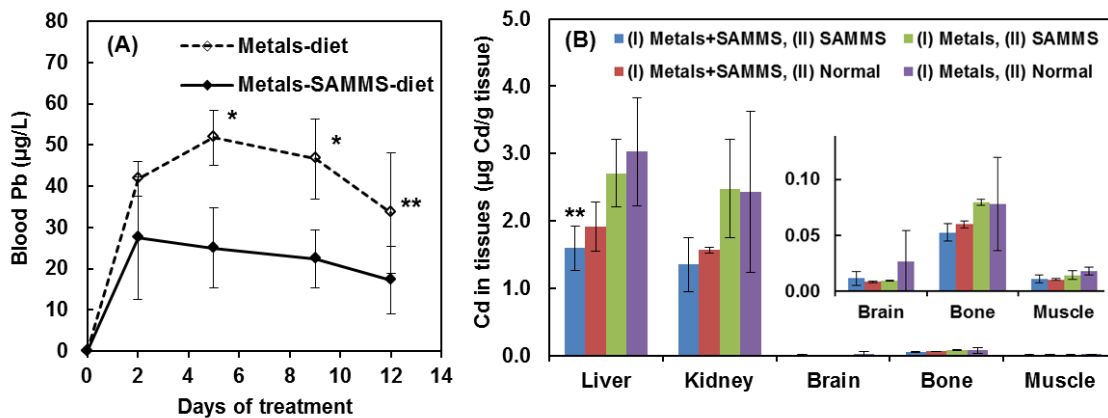 (A)
Metals-diet
Metals-SAMMS-diet
Blood Pb (µg/L)
80
70
60
50
40
30
20
10
0
*
*
**
0 2 4 6 8 10 12 14
Days of treatment
(B)
(I) Metals+SAMMS, (II) SAMMS
(I) Metals, (II) SAMMS
(I) Metals+SAMMS, (II) Normal
(I) Metals, (II) Normal
Cd in tissues (µg Cd/g tissue)
5.0
4.0
3.0
2.0
1.0
0.0
**
0.10
0.05
0.00
Brain Bone Muscle
Liver Kidney Brain Bone Muscle